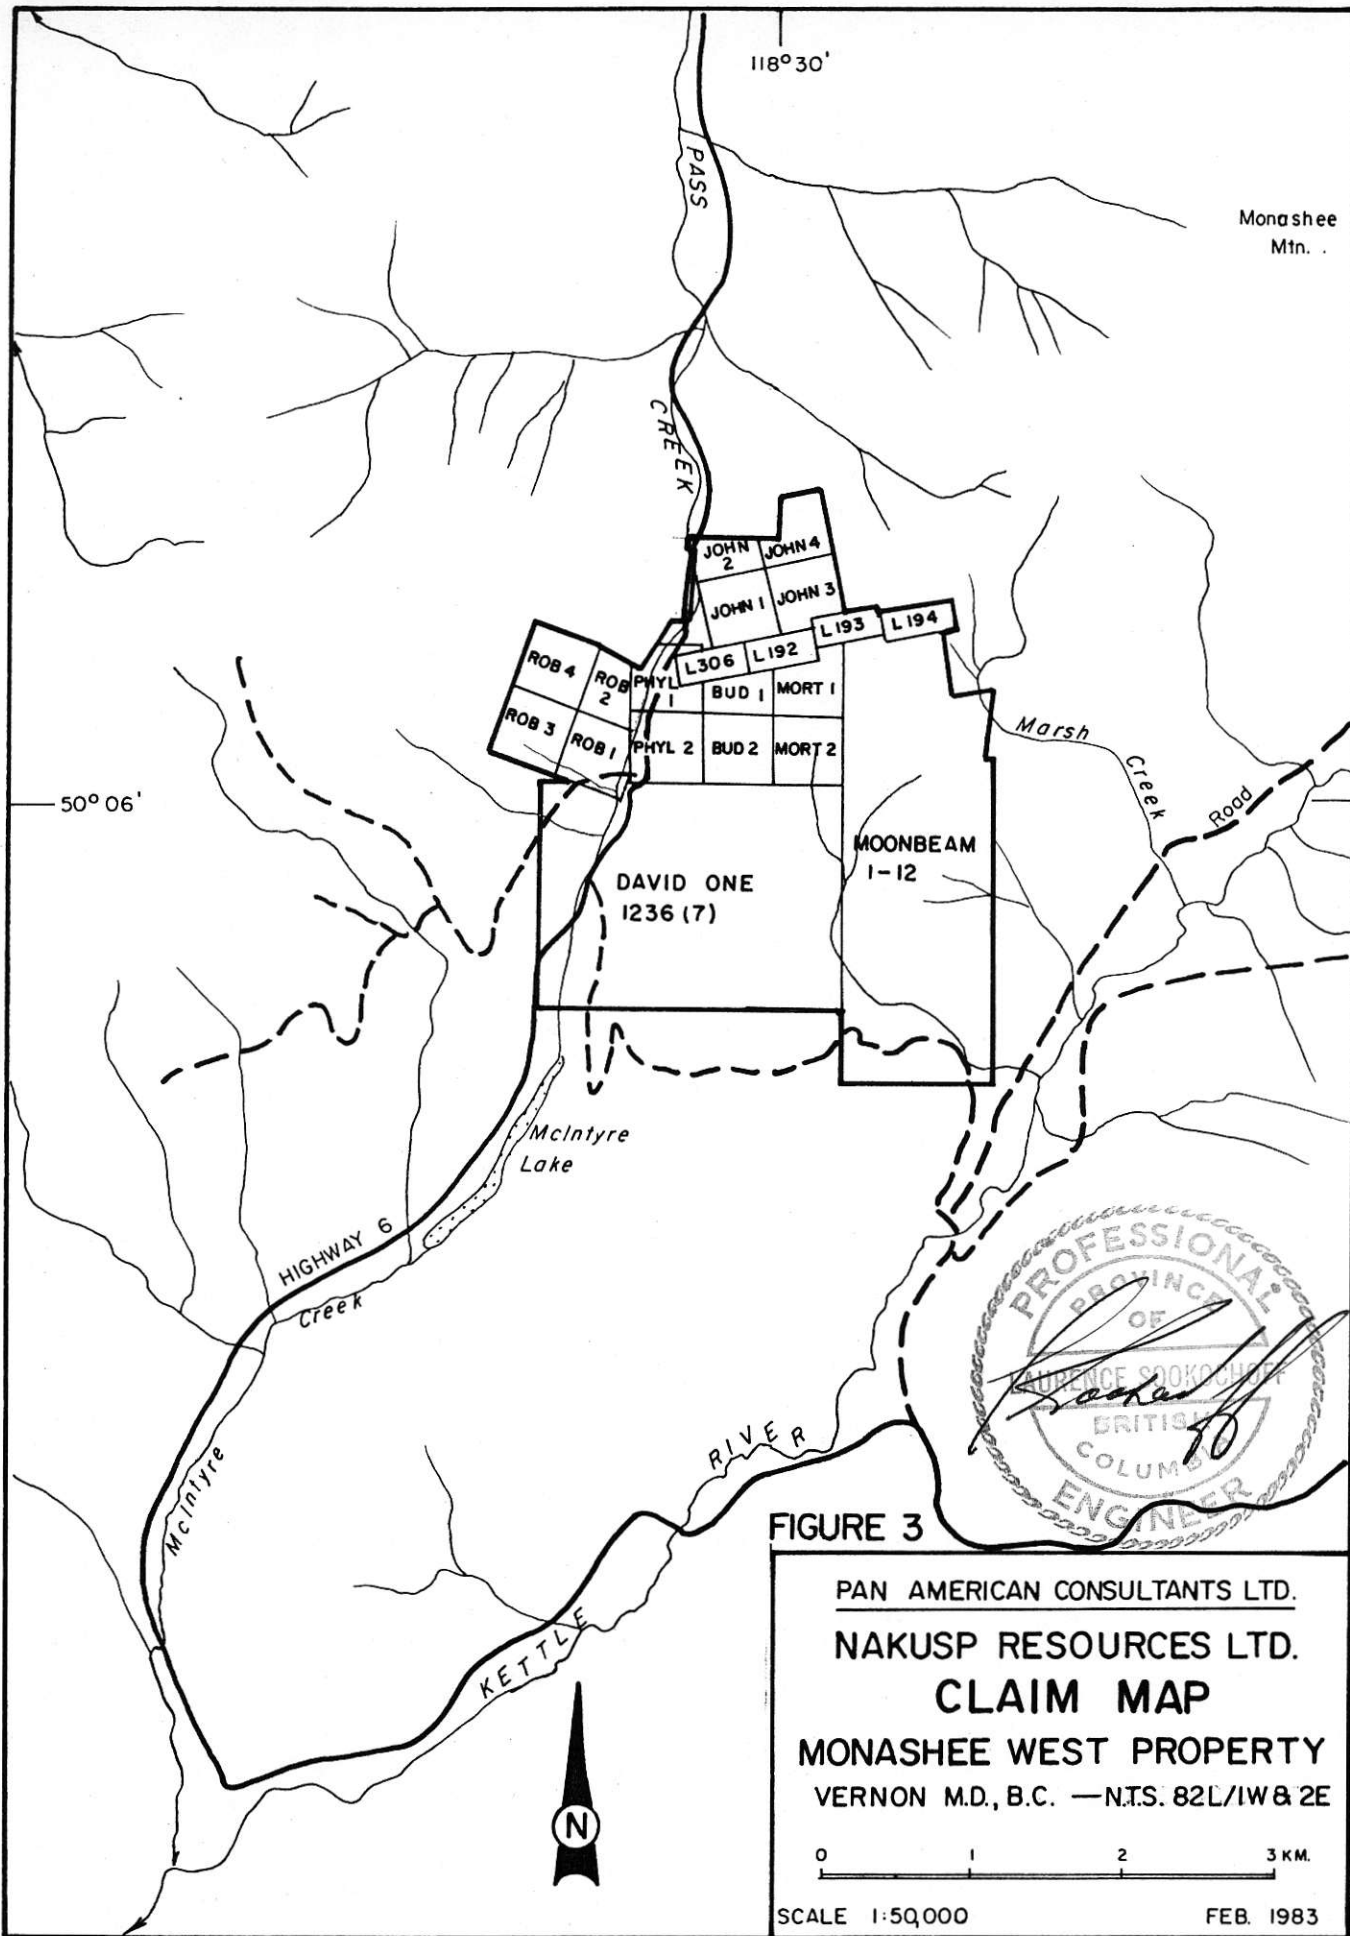 118°30'
PASS
Monashee
Mtn.
CREEK
JOHN
2
JOHN 4
JOHN 1
JOHN 3
L 193
L 194
L306
L 192
ROB 4
ROB
2
PHYL
1
BUD 1
MORT 1
ROB 3
ROB 1
PHYL 2
BUD 2
MORT 2
Marsh
Creek
Road
50° 06'
MOONBEAM
1-12
DAVID ONE
1236 (7)
McIntyre
Lake
HIGHWAY 6
Creek
McIntyre
RIVER
KETTLE
PROFESSIONAL
PROVINCE
OF
LAURENCE SOOKOCHOFF
BRITISH
COLUMBIA
ENGINEER
FIGURE 3
PAN AMERICAN CONSULTANTS LTD.
NAKUSP RESOURCES LTD.
CLAIM MAP
MONASHEE WEST PROPERTY
VERNON M.D., B.C. —N.T.S. 82L/1W & 2E
0 1 2 3 KM.
SCALE 1:50,000
FEB. 1983
N